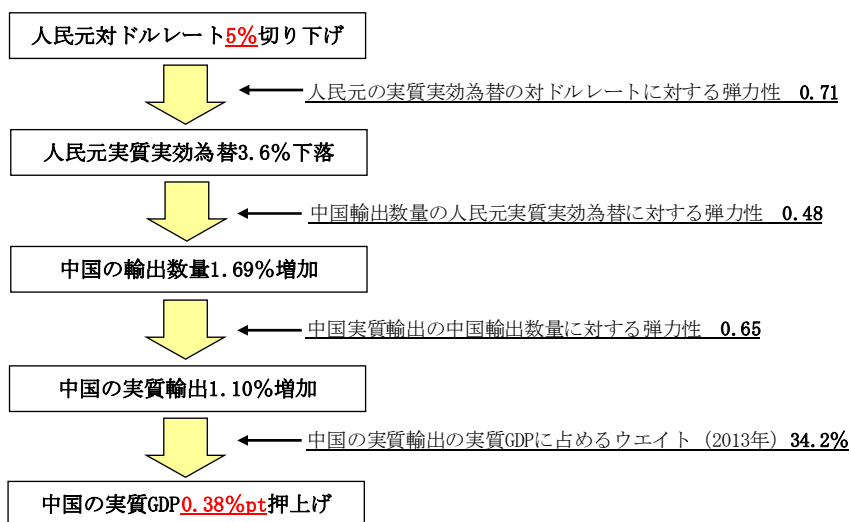 人民元対ドルレート5%切り下げ
人民元の実質実効為替の対ドルレートに対する弾力性 0.71
人民元実質実効為替3.6%下落
中国輸出数量の人民元実質実効為替に対する弾力性 0.48
中国の輸出数量1.69%増加
中国実質輸出の中国輸出数量に対する弾力性 0.65
中国の実質輸出1.10%増加
中国の実質輸出の実質GDPに占めるウエイト（2013年）34.2%
中国の実質GDP0.38%pt押上げ